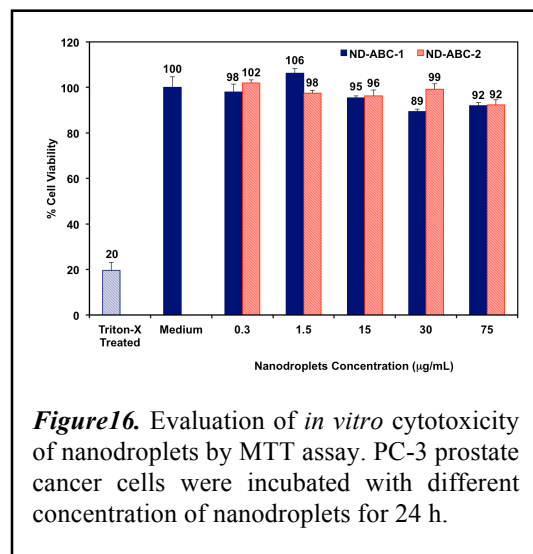 120
100
80
60
40
20
0
% Cell Viability
ND-ABC-1 ND-ABC-2
20
100
98 102
106 98
95 96
89 99
92 92
Triton-X Treated Medium 0.3 1.5 15 30 75
Nanodroplets Concentration (µg/mL)
Figure16. Evaluation of in vitro cytotoxicity
of nanodroplets by MTT assay. PC-3 prostate
cancer cells were incubated with different
concentration of nanodroplets for 24 h.